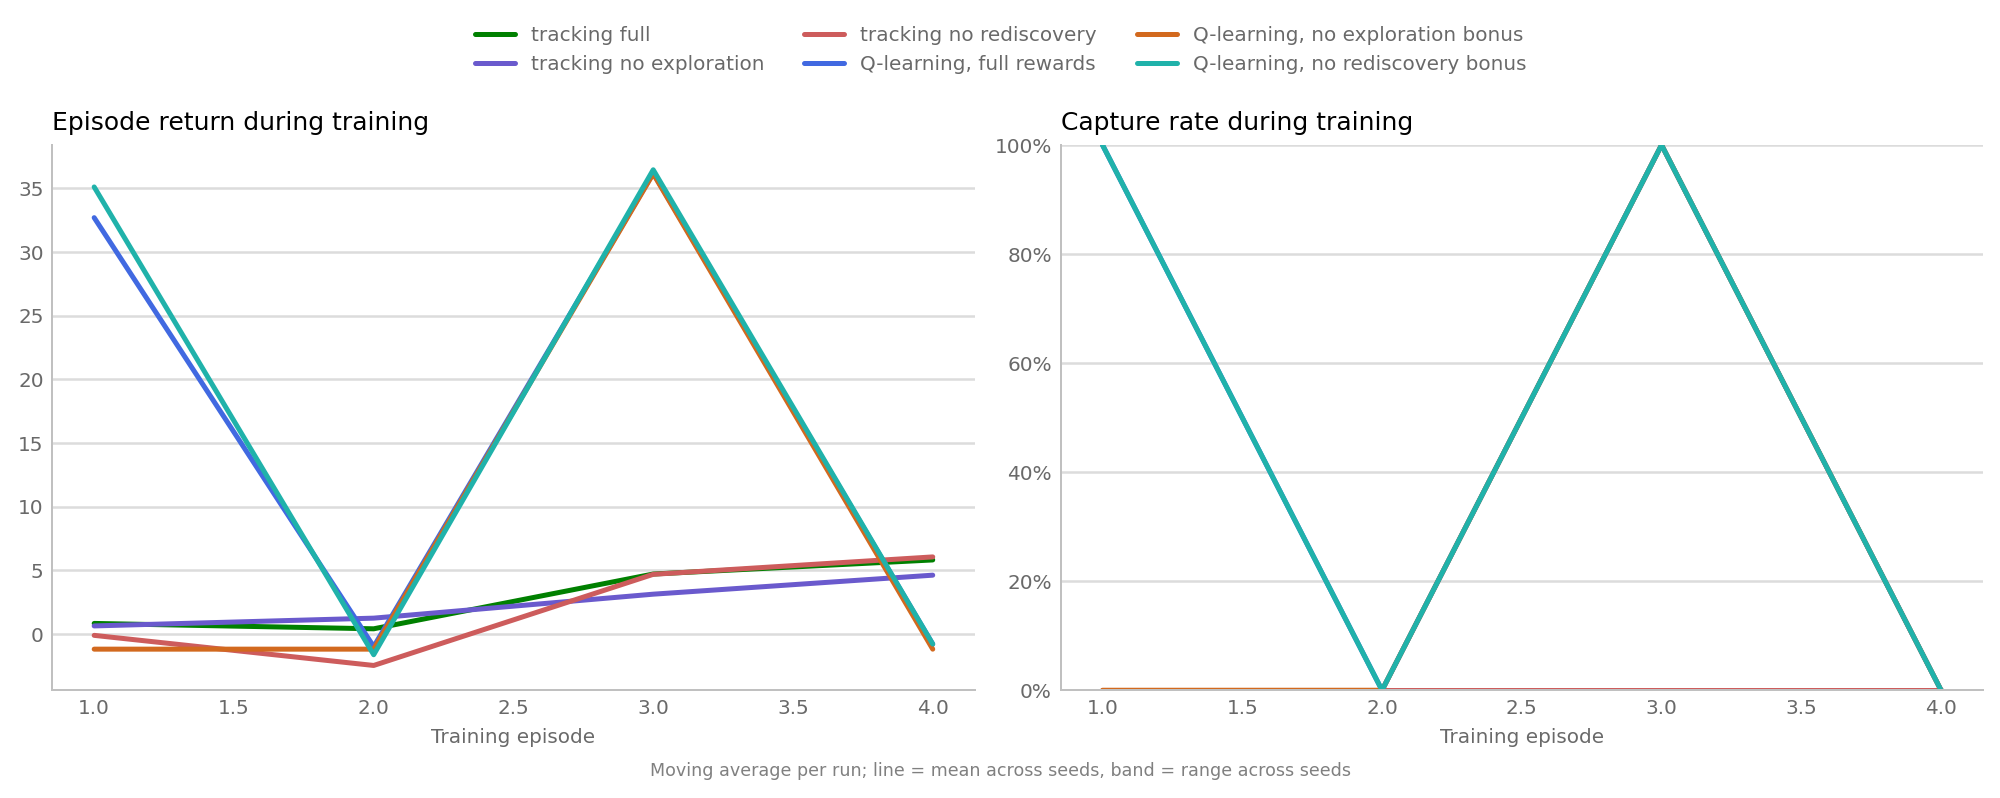 tracking full
tracking no exploration
tracking no rediscovery
Q-learning, full rewards
Q-learning, no exploration bonus
Q-learning, no rediscovery bonus
Episode return during training
35
30
25
20
15
10
5
0
1.0 1.5 2.0 2.5 3.0 3.5 4.0
Training episode
Capture rate during training
100%
80%
60%
40%
20%
0%
1.0 1.5 2.0 2.5 3.0 3.5 4.0
Training episode
Moving average per run; line = mean across seeds, band = range across seeds